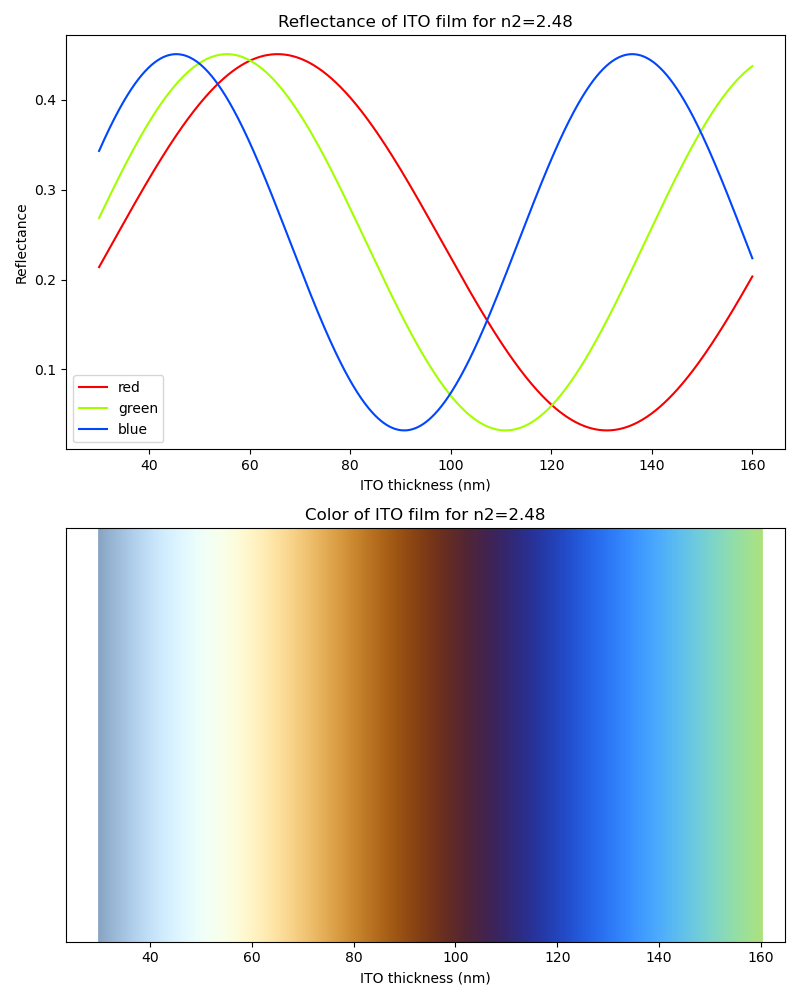 Reflectance of ITO film for n2=2.48
Reflectance
0.4
0.3
0.2
0.1
red
green
blue
40 60 80 100 120 140 160
ITO thickness (nm)
Color of ITO film for n2=2.48
40 60 80 100 120 140 160
ITO thickness (nm)